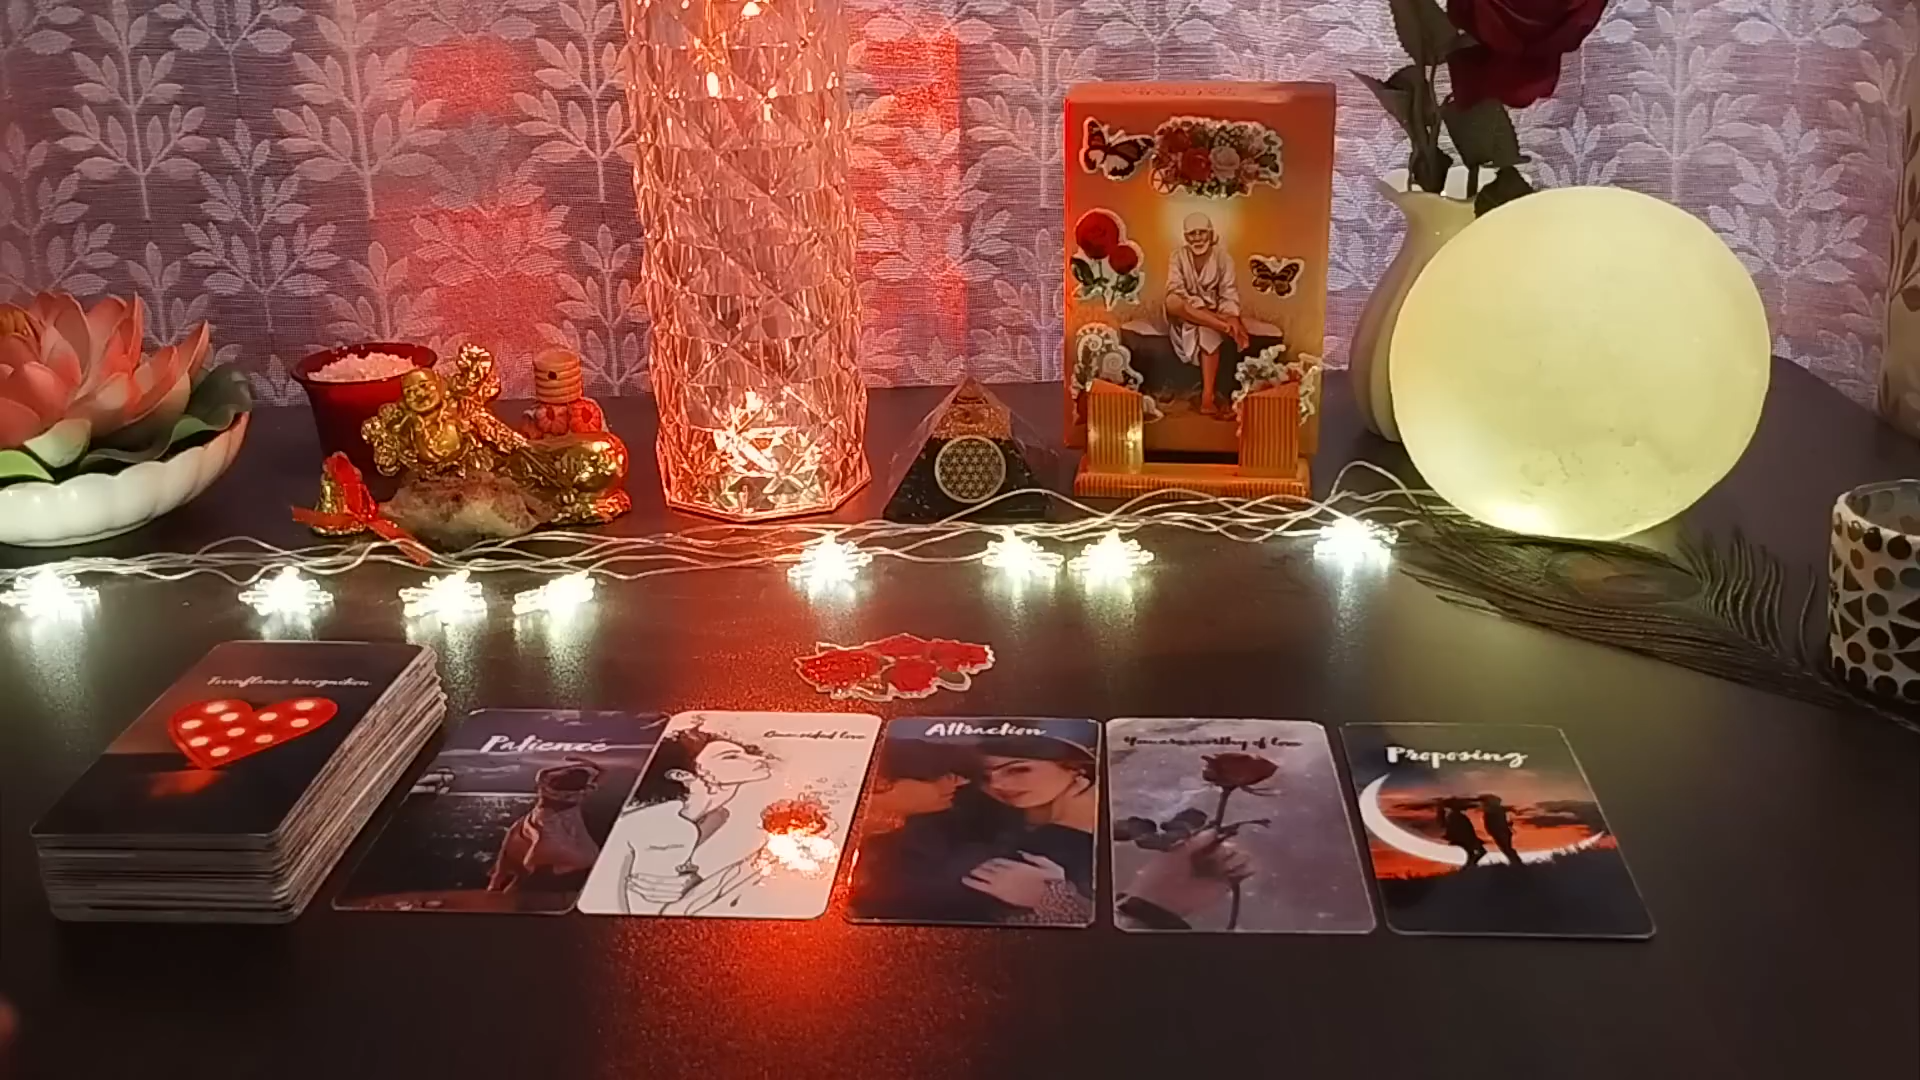 Twinflame recognition
Patience
One sided love
Attraction
You are worthy of love
Proposing